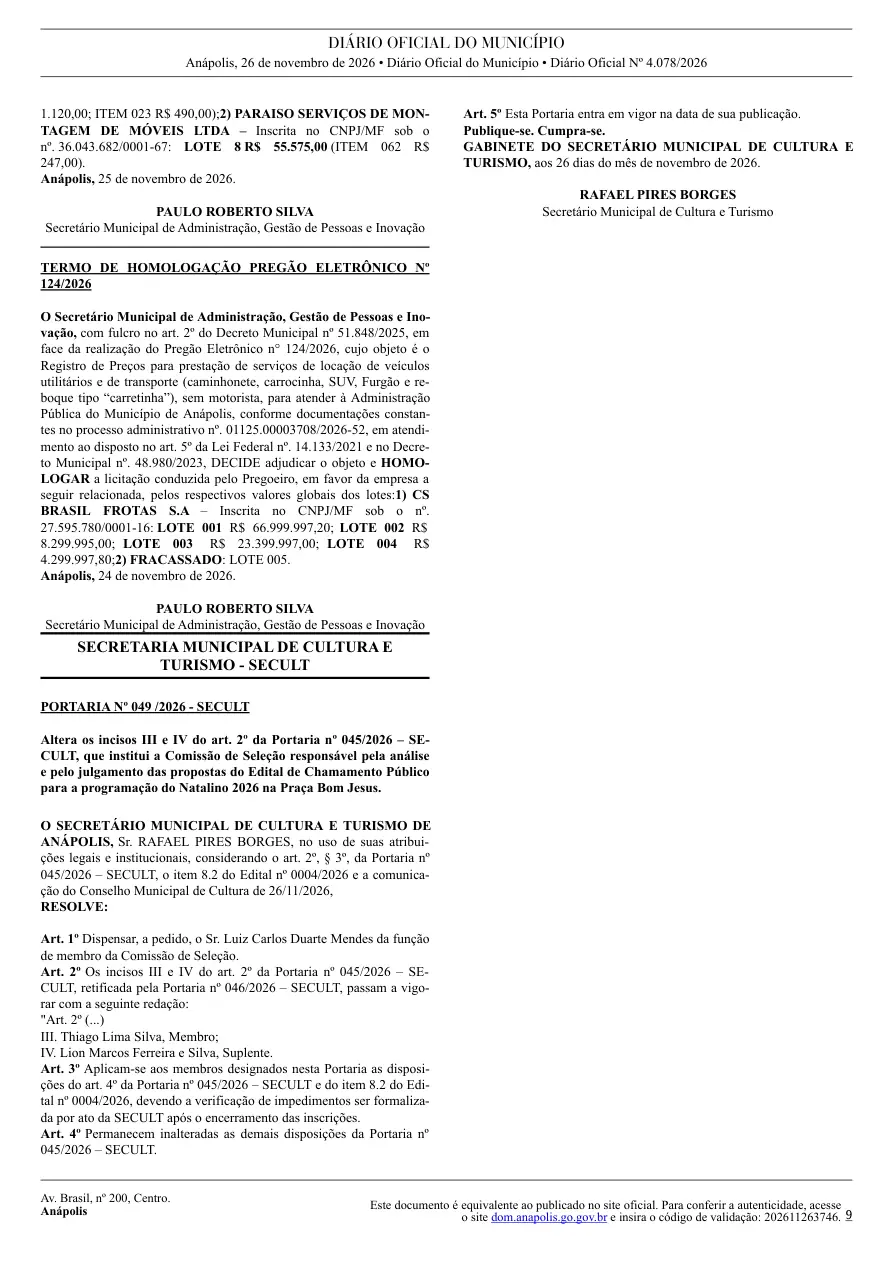 DIÁRIO OFICIAL DO MUNICÍPIO
Anápolis, 26 de novembro de 2026 • Diário Oficial do Município • Diário Oficial Nº 4.078/2026
1.120,00; ITEM 023 R$ 490,00);2) PARAISO SERVIÇOS DE MON-
TAGEM DE MÓVEIS LTDA – Inscrita no CNPJ/MF sob o
nº. 36.043.682/0001-67: LOTE 8 R$ 55.575,00 (ITEM 062 R$
247,00).
Anápolis, 25 de novembro de 2026.
PAULO ROBERTO SILVA
Secretário Municipal de Administração, Gestão de Pessoas e Inovação
TERMO DE HOMOLOGAÇÃO PREGÃO ELETRÔNICO Nº
124/2026
O Secretário Municipal de Administração, Gestão de Pessoas e Ino-
vação, com fulcro no art. 2º do Decreto Municipal nº 51.848/2025, em
face da realização do Pregão Eletrônico n° 124/2026, cujo objeto é o
Registro de Preços para prestação de serviços de locação de veículos
utilitários e de transporte (caminhonete, carrocinha, SUV, Furgão e re-
boque tipo “carretinha”), sem motorista, para atender à Administração
Pública do Município de Anápolis, conforme documentações constan-
tes no processo administrativo nº. 01125.00003708/2026-52, em atendi-
mento ao disposto no art. 5º da Lei Federal nº. 14.133/2021 e no Decre-
to Municipal nº. 48.980/2023, DECIDE adjudicar o objeto e HOMO-
LOGAR a licitação conduzida pelo Pregoeiro, em favor da empresa a
seguir relacionada, pelos respectivos valores globais dos lotes:1) CS
BRASIL FROTAS S.A – Inscrita no CNPJ/MF sob o nº.
27.595.780/0001-16: LOTE 001 R$ 66.999.997,20; LOTE 002 R$
8.299.995,00; LOTE 003 R$ 23.399.997,00; LOTE 004 R$
4.299.997,80;2) FRACASSADO: LOTE 005.
Anápolis, 24 de novembro de 2026.
PAULO ROBERTO SILVA
Secretário Municipal de Administração, Gestão de Pessoas e Inovação
SECRETARIA MUNICIPAL DE CULTURA E
TURISMO - SECULT
PORTARIA Nº 049 /2026 - SECULT
Altera os incisos III e IV do art. 2º da Portaria nº 045/2026 – SE-
CULT, que institui a Comissão de Seleção responsável pela análise
e pelo julgamento das propostas do Edital de Chamamento Público
para a programação do Natalino 2026 na Praça Bom Jesus.
O SECRETÁRIO MUNICIPAL DE CULTURA E TURISMO DE
ANÁPOLIS, Sr. RAFAEL PIRES BORGES, no uso de suas atribui-
ções legais e institucionais, considerando o art. 2º, § 3º, da Portaria nº
045/2026 – SECULT, o item 8.2 do Edital nº 0004/2026 e a comunica-
ção do Conselho Municipal de Cultura de 26/11/2026,
RESOLVE:
Art. 1º Dispensar, a pedido, o Sr. Luiz Carlos Duarte Mendes da função
de membro da Comissão de Seleção.
Art. 2º Os incisos III e IV do art. 2º da Portaria nº 045/2026 – SE-
CULT, retificada pela Portaria nº 046/2026 – SECULT, passam a vigo-
rar com a seguinte redação:
"Art. 2º (...)
III. Thiago Lima Silva, Membro;
IV. Lion Marcos Ferreira e Silva, Suplente.
Art. 3º Aplicam-se aos membros designados nesta Portaria as disposi-
ções do art. 4º da Portaria nº 045/2026 – SECULT e do item 8.2 do Edi-
tal nº 0004/2026, devendo a verificação de impedimentos ser formaliza-
da por ato da SECULT após o encerramento das inscrições.
Art. 4º Permanecem inalteradas as demais disposições da Portaria nº
045/2026 – SECULT.
Art. 5º Esta Portaria entra em vigor na data de sua publicação.
Publique-se. Cumpra-se.
GABINETE DO SECRETÁRIO MUNICIPAL DE CULTURA E
TURISMO, aos 26 dias do mês de novembro de 2026.
RAFAEL PIRES BORGES
Secretário Municipal de Cultura e Turismo
Av. Brasil, nº 200, Centro.
Anápolis
Este documento é equivalente ao publicado no site oficial. Para conferir a autenticidade, acesse
o site dom.anapolis.go.gov.br e insira o código de validação: 202611263746. 9